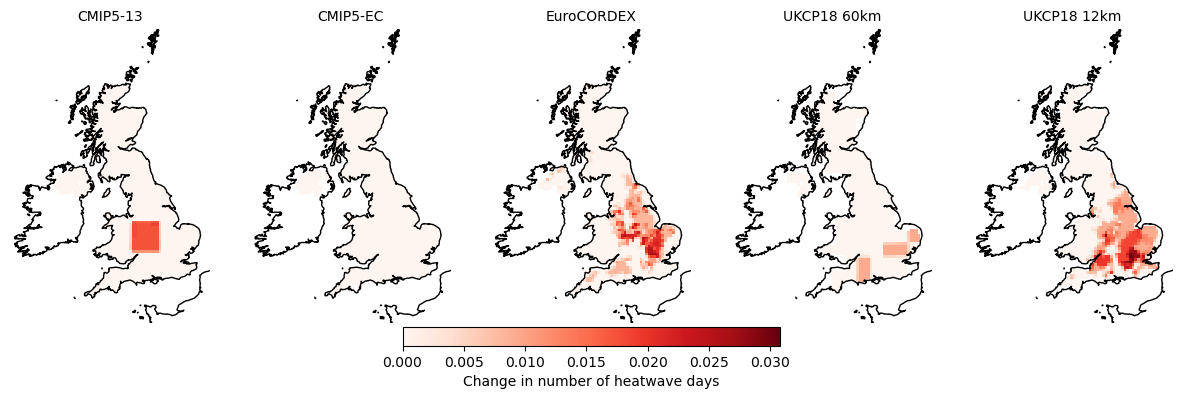 CMIP5-13 CMIP5-EC EuroCORDEX UKCP18 60km UKCP18 12km
0.000 0.005 0.010 0.015 0.020 0.025 0.030
Change in number of heatwave days